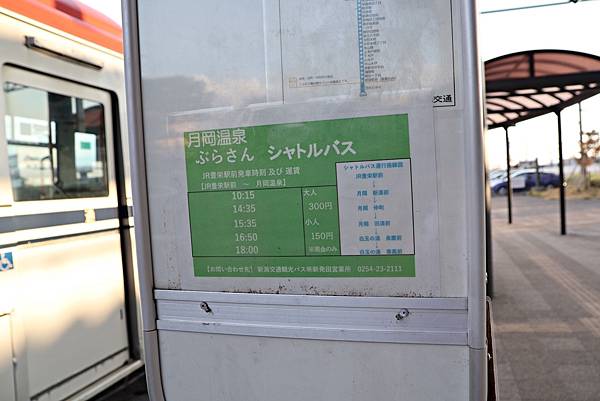 交通
月岡温泉
ぶらさん シャトルバス
JR豊栄駅前発車時刻 及び 運賃
【JR豊栄駅前 ～ 月岡温泉】
10:15
14:35
15:35
16:50
18:00
大人
300円
小人
150円
※現金のみ
シャトルバス運行路線図
JR豊栄駅前
↓
月岡 新湯前
↓
月岡 仲町
↓
月岡 旧湯前
↓
白玉の湯 泉慶前
↓
白玉の湯 華鳳前
【お問い合わせ先】 新潟交通観光バス㈱新発田営業所 0254-23-2111